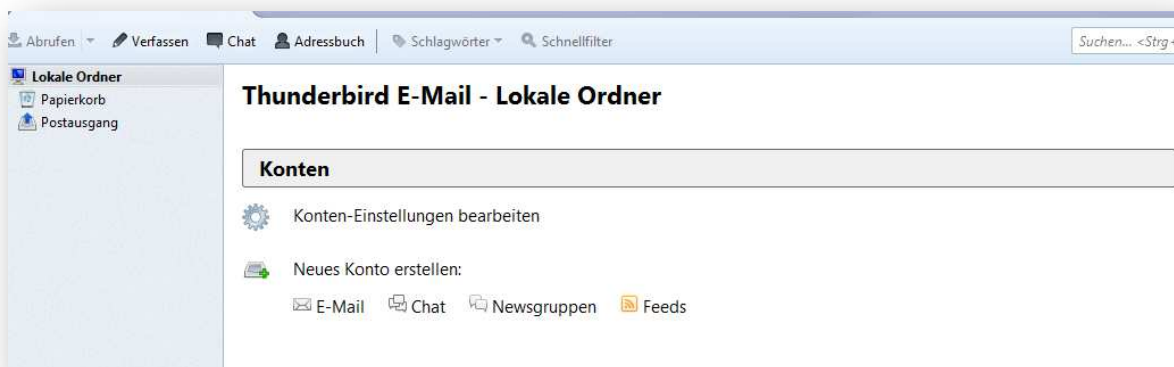 Abrufen Verfassen Chat Adressbuch Schlagwörter Schnellfilter Suchen... <Strg+
Lokale Ordner
Papierkorb
Postausgang
Thunderbird E-Mail - Lokale Ordner
Konten
Konten-Einstellungen bearbeiten
Neues Konto erstellen:
E-Mail Chat Newsgruppen Feeds